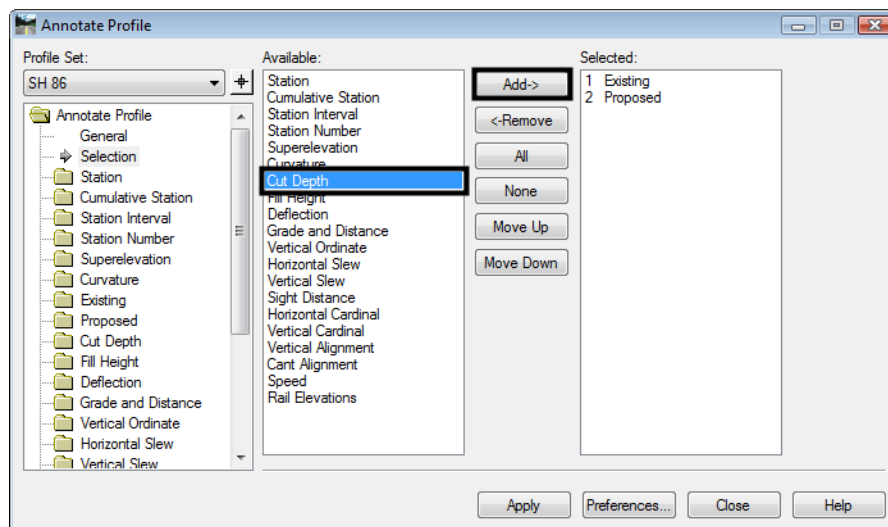 Annotate Profile
Profile Set:
SH 86
Annotate Profile
General
Selection
Station
Cumulative Station
Station Interval
Station Number
Superelevation
Curvature
Existing
Proposed
Cut Depth
Fill Height
Deflection
Grade and Distance
Vertical Ordinate
Horizontal Slew
Vertical Slew
Available:
Station
Cumulative Station
Station Interval
Station Number
Superelevation
Curvature
Cut Depth
Fill Height
Deflection
Grade and Distance
Vertical Ordinate
Horizontal Slew
Vertical Slew
Sight Distance
Horizontal Cardinal
Vertical Cardinal
Vertical Alignment
Cant Alignment
Speed
Rail Elevations
Add->
<-Remove
All
None
Move Up
Move Down
Selected:
1 Existing
2 Proposed
Apply
Preferences...
Close
Help